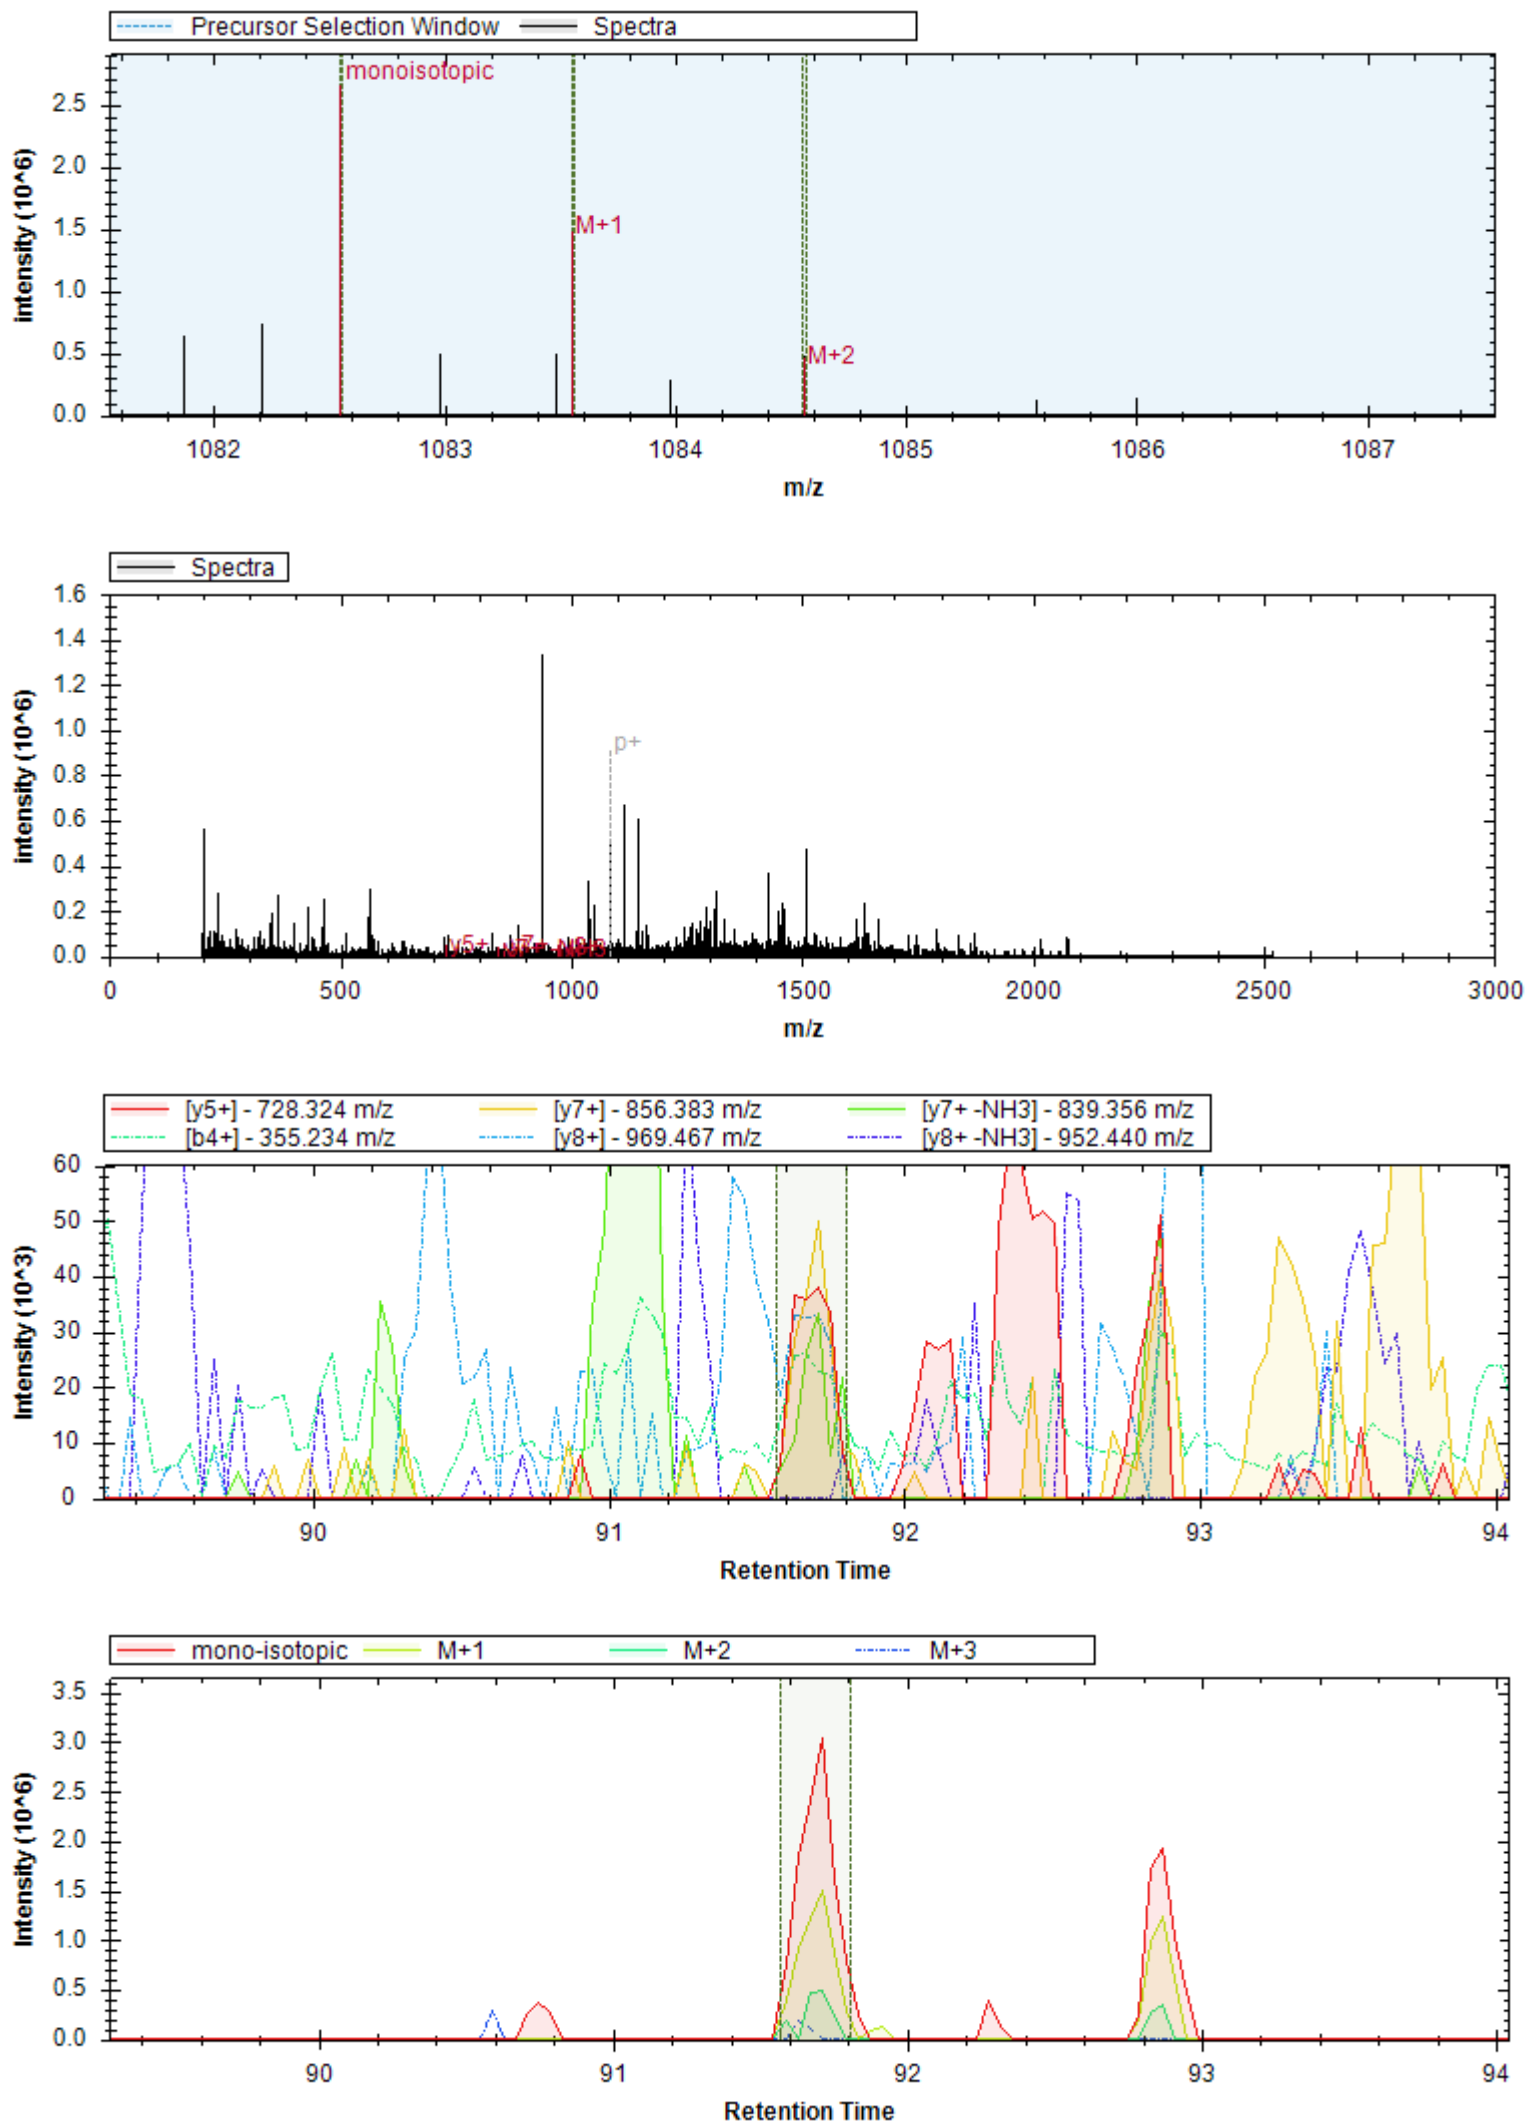 Precursor Selection Window Spectra
monoisotopic
M+1
M+2
2.5
2.0
1.5
1.0
0.5
0.0
intensity (10^6)
1082 1083 1084 1085 1086 1087
m/z
Spectra
1.6
1.4
1.2
1.0
0.8
0.6
0.4
0.2
0.0
intensity (10^6)
p+
y5+
0 500 1000 1500 2000 2500 3000
m/z
[y5+] - 728.324 m/z [y7+] - 856.383 m/z [y7+ -NH3] - 839.356 m/z
[b4+] - 355.234 m/z [y8+] - 969.467 m/z [y8+ -NH3] - 952.440 m/z
60
50
40
30
20
10
0
Intensity (10^3)
90 91 92 93 94
Retention Time
mono-isotopic M+1 M+2 M+3
3.5
3.0
2.5
2.0
1.5
1.0
0.5
0.0
Intensity (10^6)
90 91 92 93 94
Retention Time